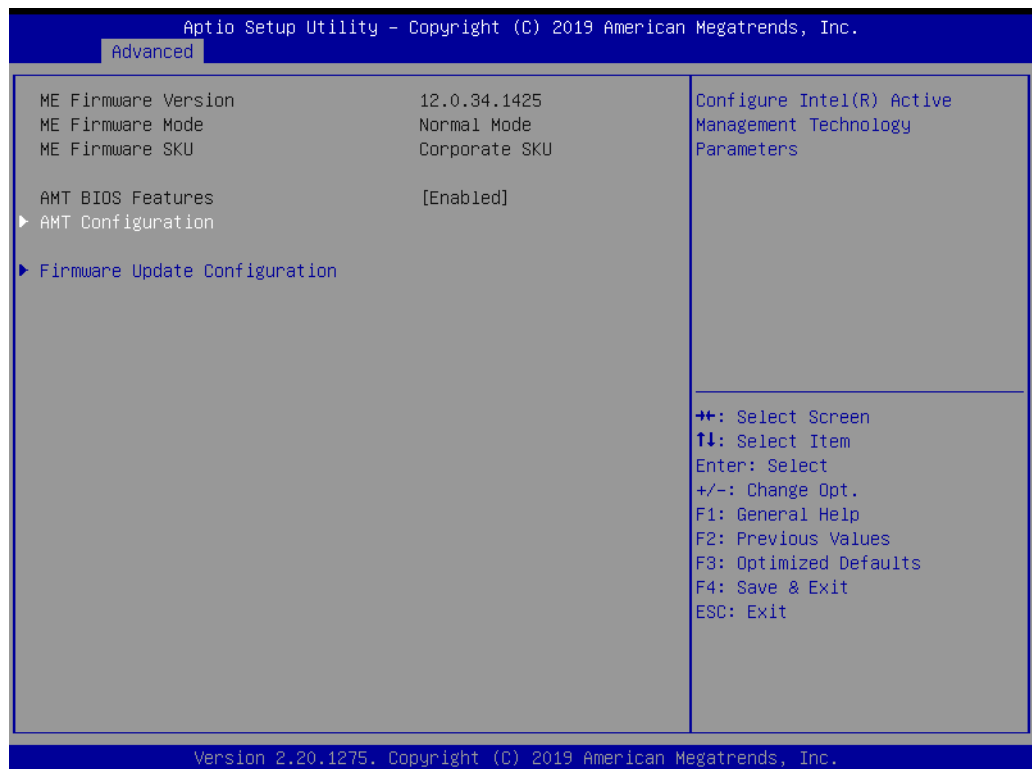 Aptio Setup Utility – Copyright (C) 2019 American Megatrends, Inc.
Advanced
ME Firmware Version 12.0.34.1425
ME Firmware Mode Normal Mode
ME Firmware SKU Corporate SKU
AMT BIOS Features [Enabled]
AMT Configuration
Firmware Update Configuration
Configure Intel(R) Active
Management Technology
Parameters
→←: Select Screen
↑↓: Select Item
Enter: Select
+/-: Change Opt.
F1: General Help
F2: Previous Values
F3: Optimized Defaults
F4: Save & Exit
ESC: Exit
Version 2.20.1275. Copyright (C) 2019 American Megatrends, Inc.